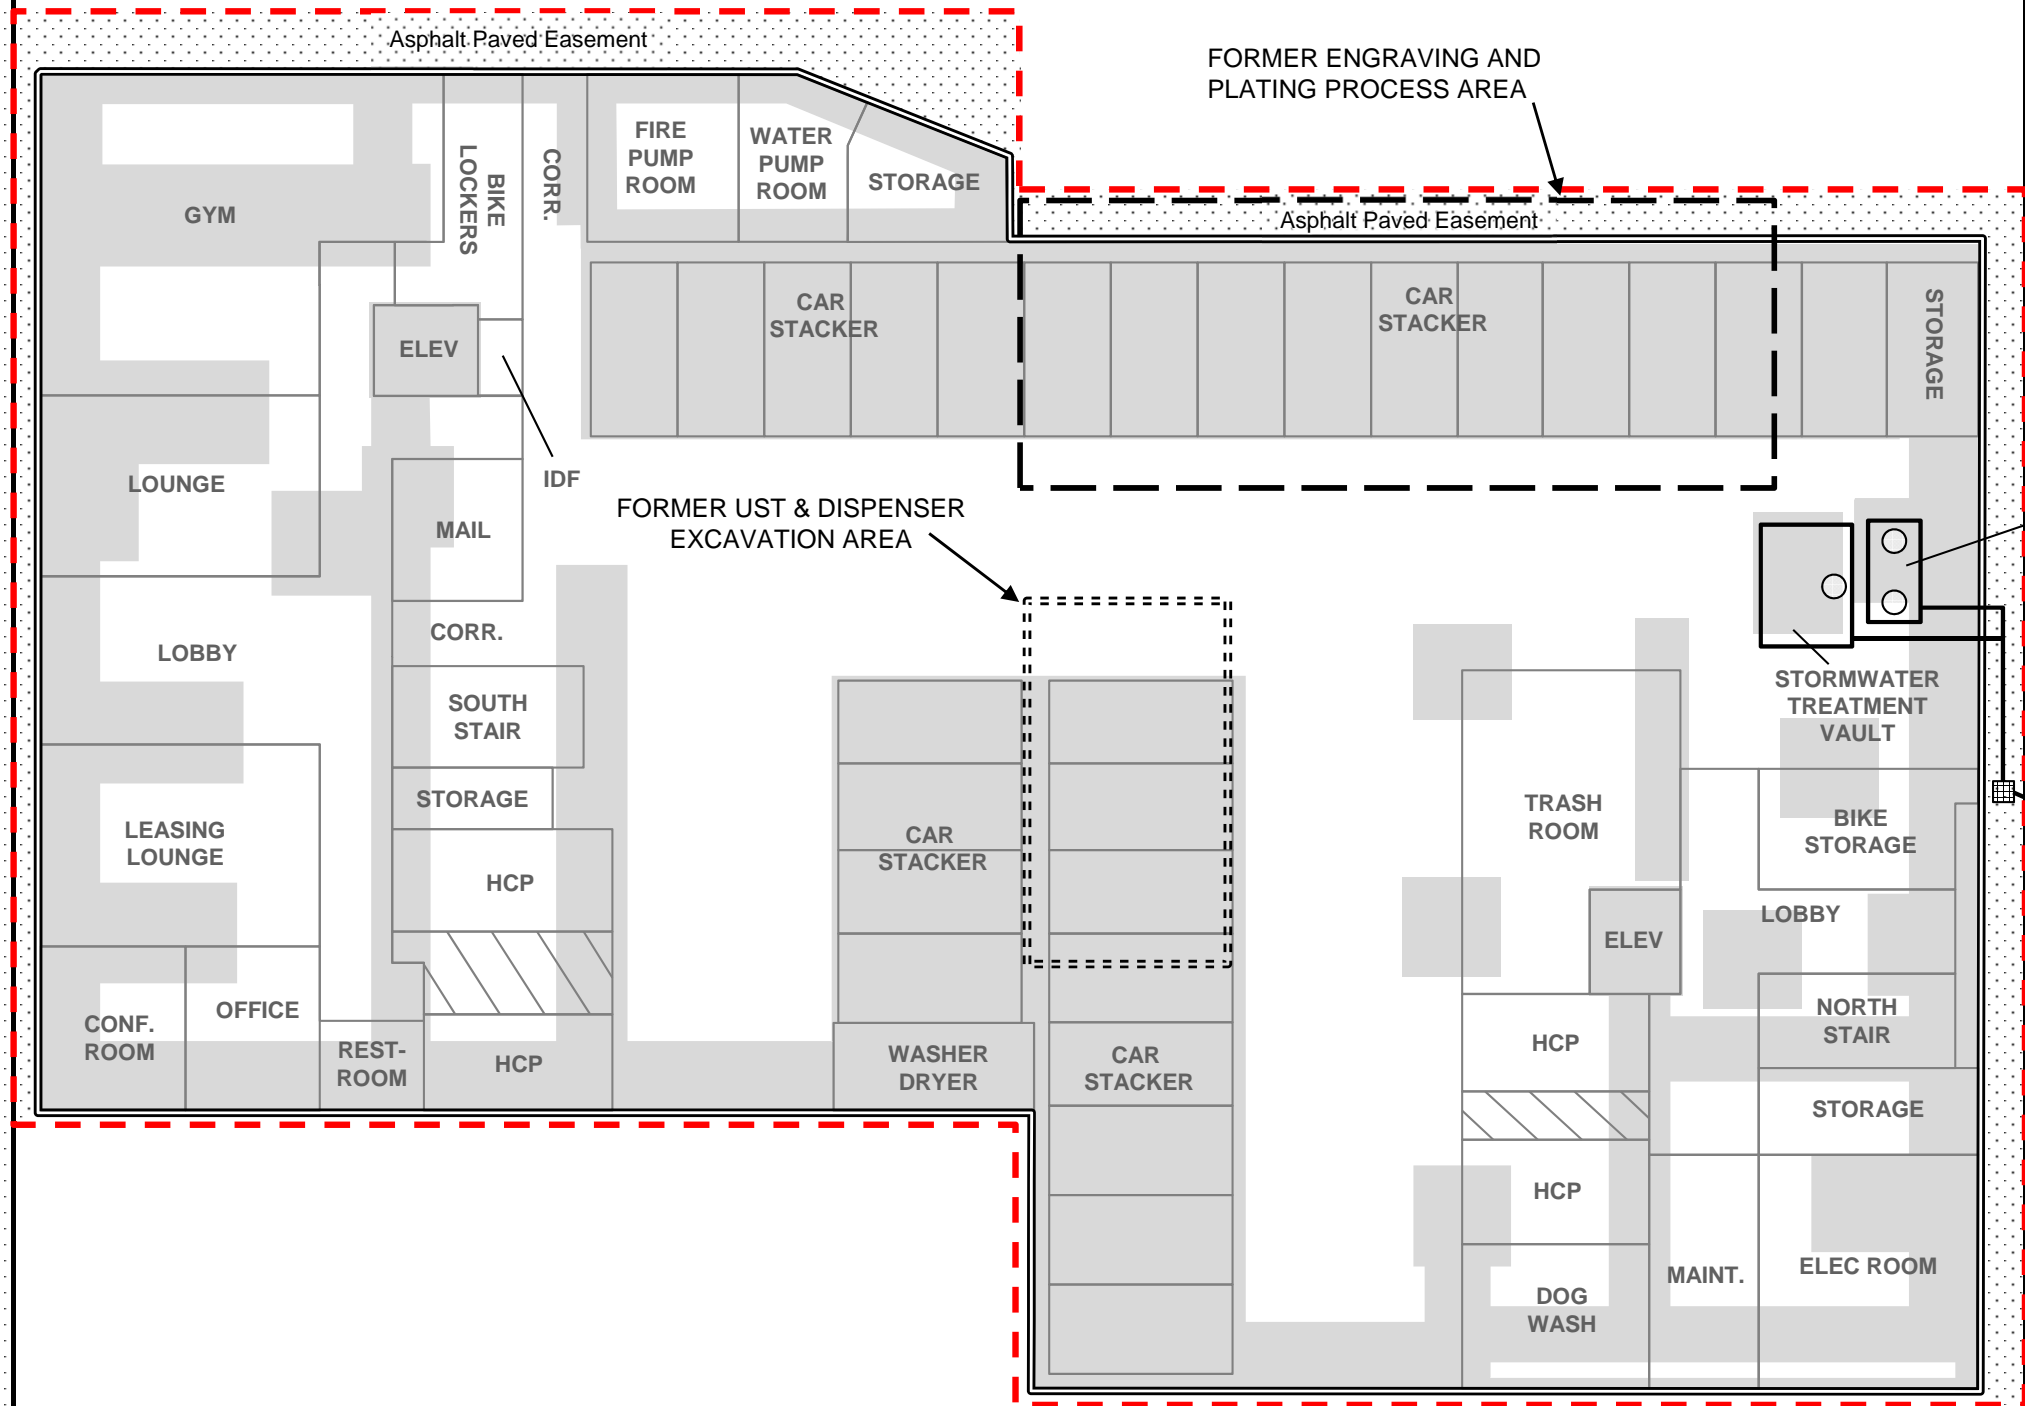 Asphalt Paved Easement
FORMER ENGRAVING AND
PLATING PROCESS AREA
Asphalt Paved Easement
GYM
BIKE
LOCKERS
CORR.
FIRE
PUMP
ROOM
WATER
PUMP
ROOM
STORAGE
CAR
STACKER
CAR
STACKER
STORAGE
ELEV
IDF
LOUNGE
MAIL
FORMER UST & DISPENSER
EXCAVATION AREA
LOBBY
CORR.
SOUTH
STAIR
STORAGE
STORMWATER
TREATMENT
VAULT
LEASING
LOUNGE
HCP
CAR
STACKER
TRASH
ROOM
BIKE
STORAGE
LOBBY
ELEV
CONF.
ROOM
OFFICE
REST-
ROOM
HCP
WASHER
DRYER
CAR
STACKER
HCP
NORTH
STAIR
STORAGE
HCP
DOG
WASH
MAINT.
ELEC ROOM